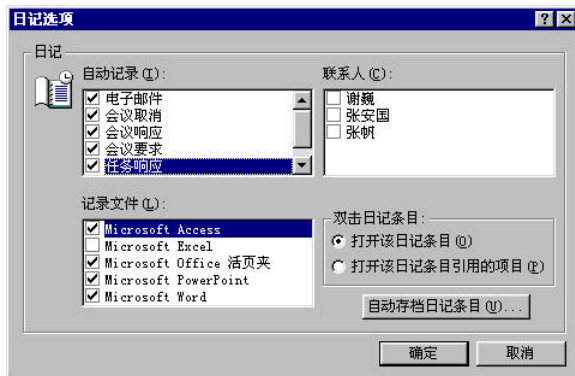 日记选项
日记
自动记录(I):
电子邮件
会议取消
会议响应
会议要求
任务响应
联系人(C):
谢巍
张安国
张帆
记录文件(L):
Microsoft Access
Microsoft Excel
Microsoft Office 活页夹
Microsoft PowerPoint
Microsoft Word
双击日记条目:
打开该日记条目(O)
打开该日记条目引用的项目(P)
自动存档日记条目(U)...
确定
取消